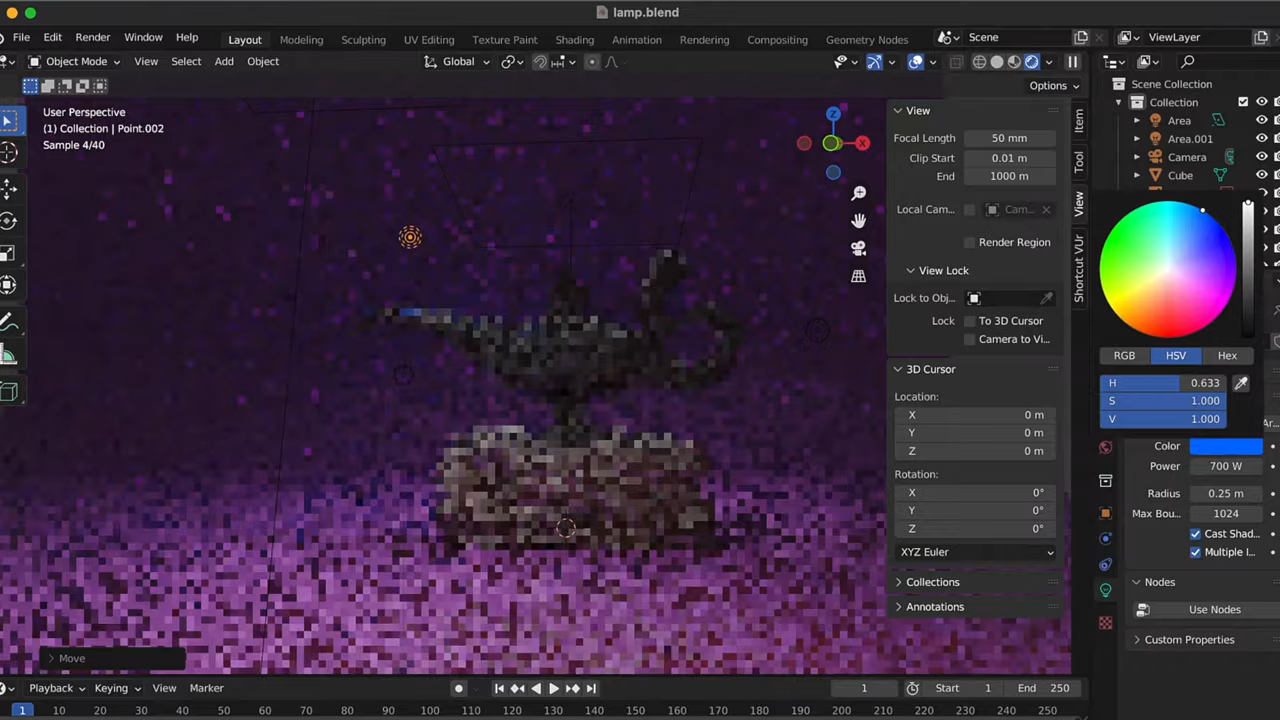 lamp.blend
File Edit Render Window Help Layout Modeling Sculpting UV Editing Texture Paint Shading Animation Rendering Compositing Geometry Nodes Scene ViewLayer
Object Mode View Select Add Object Global
Options
User Perspective
(1) Collection | Point.002
Sample 4/40
Z
X
View
Focal Length 50 mm
Clip Start 0.01 m
End 1000 m
Local Cam... Cam...
Render Region
View Lock
Lock to Obj...
Lock To 3D Cursor
Camera to Vi...
3D Cursor
Location:
X 0 m
Y 0 m
Z 0 m
Rotation:
X 0°
Y 0°
Z 0°
XYZ Euler
Collections
Annotations
Item
Tool
View
Shortcut VUr
Scene Collection
Collection
Area
Area.001
Camera
Cube
RGB HSV Hex
H 0.633
S 1.000
V 1.000
Ar...
Color
Power 700 W
Radius 0.25 m
Max Bou... 1024
Cast Shad...
Multiple I...
Nodes
Use Nodes
Custom Properties
Move
Playback Keying View Marker 1 Start 1 End 250
1 10 20 30 40 50 60 70 80 90 100 110 120 130 140 150 160 170 180 190 200 210 220 230 240 250